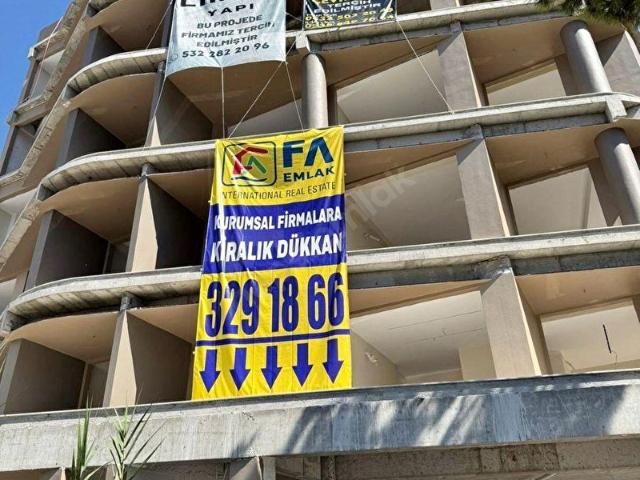 YAPI
BU PROJEDE
FİRMAMIZ TERCİH
EDİLMİŞTİR
532 282 20 96
FA
EMLAK
INTERNATIONAL REAL ESTATE
KURUMSAL FİRMALARA
KİRALIK DÜKKAN
329 18 66